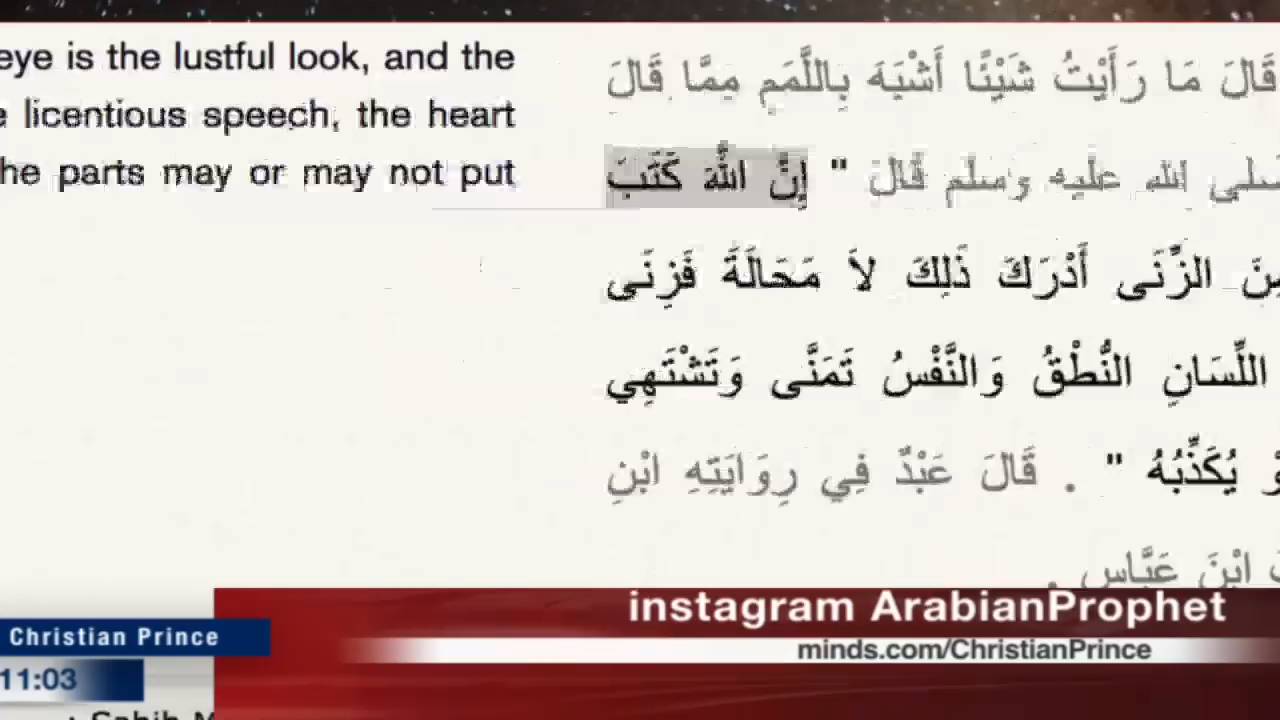 eye is the lustful look, and the
licentious speech, the heart
he parts may or may not put
قَالَ مَا رَأَيْتُ شَيْئًا أَشْبَهَ بِاللَّمَمِ مِمَّا قَالَ
صلى الله عليه وسلم قَالَ " إِنَّ اللَّهَ كَتَبَ
مِنَ الزِّنَى أَدْرَكَ ذَلِكَ لاَ مَحَالَةَ فَزِنَى
اللِّسَانِ النُّطْقُ وَالنَّفْسُ تَمَنَّى وَتَشْتَهِي
يُكَذِّبُهُ " . قَالَ عَبْدٌ فِي رِوَايَتِهِ ابْنِ
ابْنَ عَبَّاسٍ .
instagram ArabianProphet
Christian Prince
minds.com/ChristianPrince
11:03